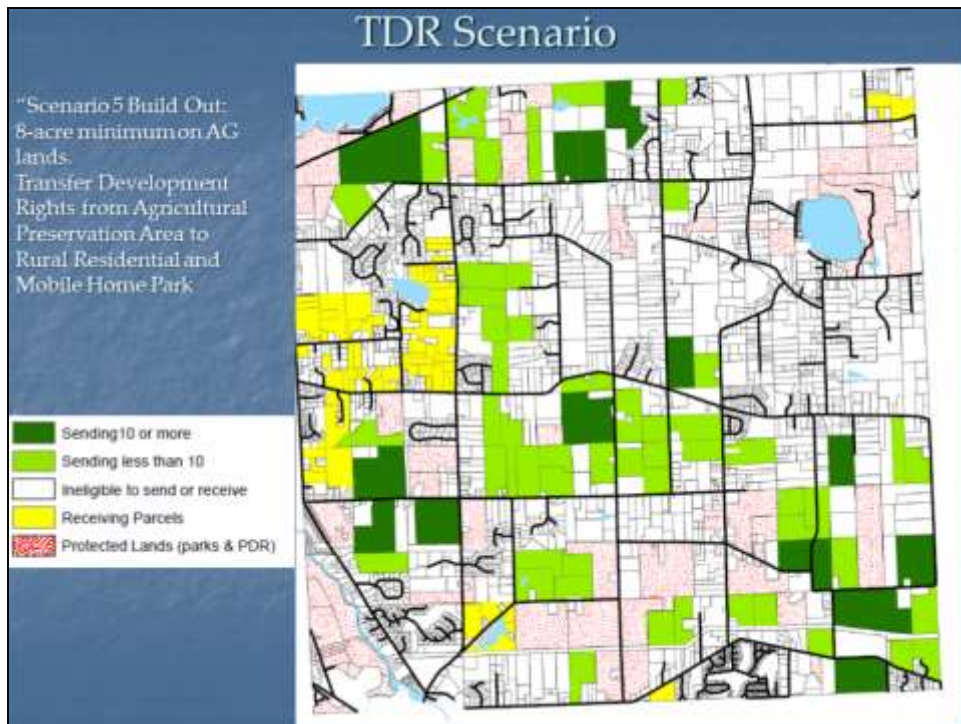 TDR Scenario
"Scenario 5 Build Out:
8-acre minimum on AG
lands.
Transfer Development
Rights from Agricultural
Preservation Area to
Rural Residential and
Mobile Home Park
Sending10 or more
Sending less than 10
Ineligible to send or receive
Receiving Parcels
Protected Lands (parks & PDR)